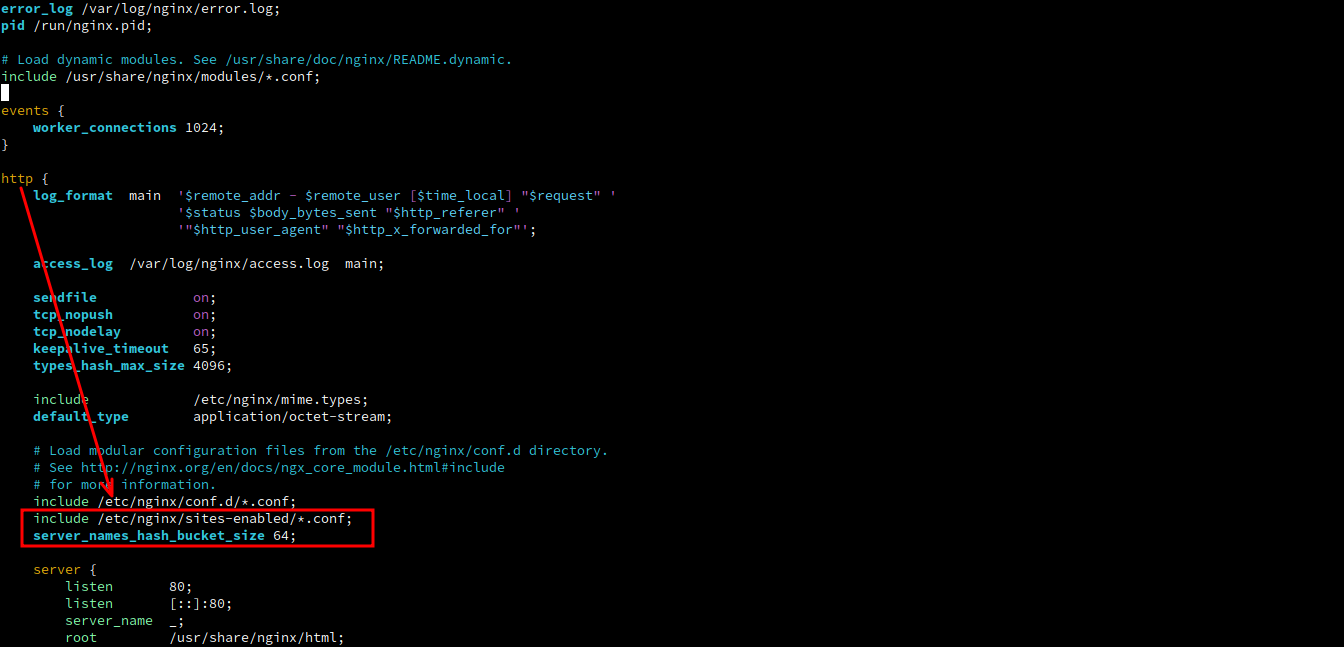 error_log /var/log/nginx/error.log;
pid /run/nginx.pid;
# Load dynamic modules. See /usr/share/doc/nginx/README.dynamic.
include /usr/share/nginx/modules/*.conf;
events {
    worker_connections 1024;
}
http {
    log_format  main  '$remote_addr - $remote_user [$time_local] "$request" '
                      '$status $body_bytes_sent "$http_referer" '
                      '"$http_user_agent" "$http_x_forwarded_for"';
    access_log  /var/log/nginx/access.log  main;
    sendfile            on;
    tcp_nopush          on;
    tcp_nodelay         on;
    keepalive_timeout   65;
    types_hash_max_size 4096;
    include             /etc/nginx/mime.types;
    default_type        application/octet-stream;
    # Load modular configuration files from the /etc/nginx/conf.d directory.
    # See http://nginx.org/en/docs/ngx_core_module.html#include
    # for more information.
    include /etc/nginx/conf.d/*.conf;
    include /etc/nginx/sites-enabled/*.conf;
    server_names_hash_bucket_size 64;
    server {
        listen       80;
        listen       [::]:80;
        server_name  _;
        root         /usr/share/nginx/html;